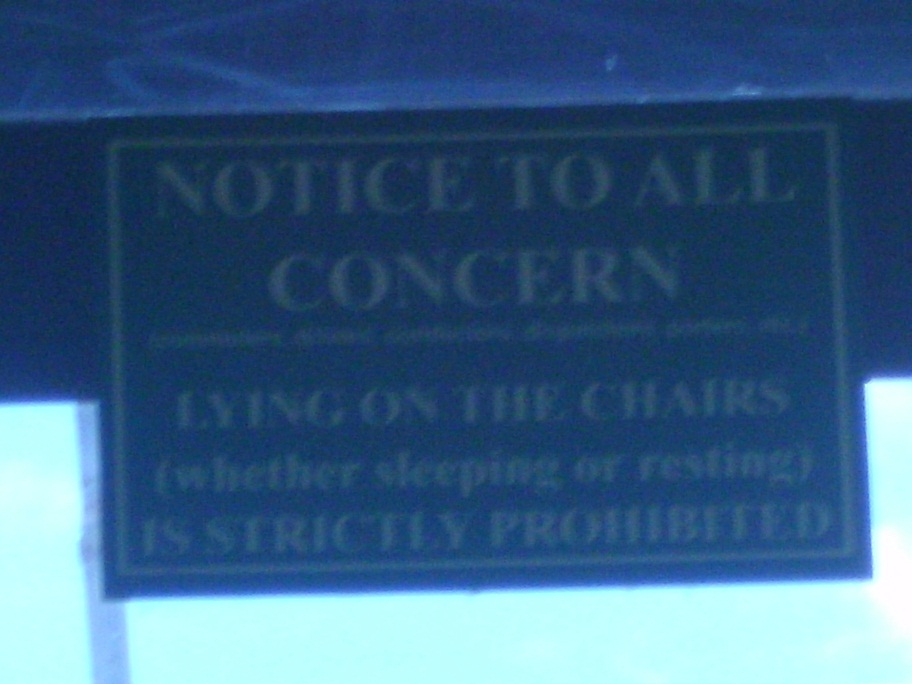 NOTICE TO ALL
CONCERN
LYING ON THE CHAIRS
(whether sleeping or resting)
IS STRICTLY PROHIBITED